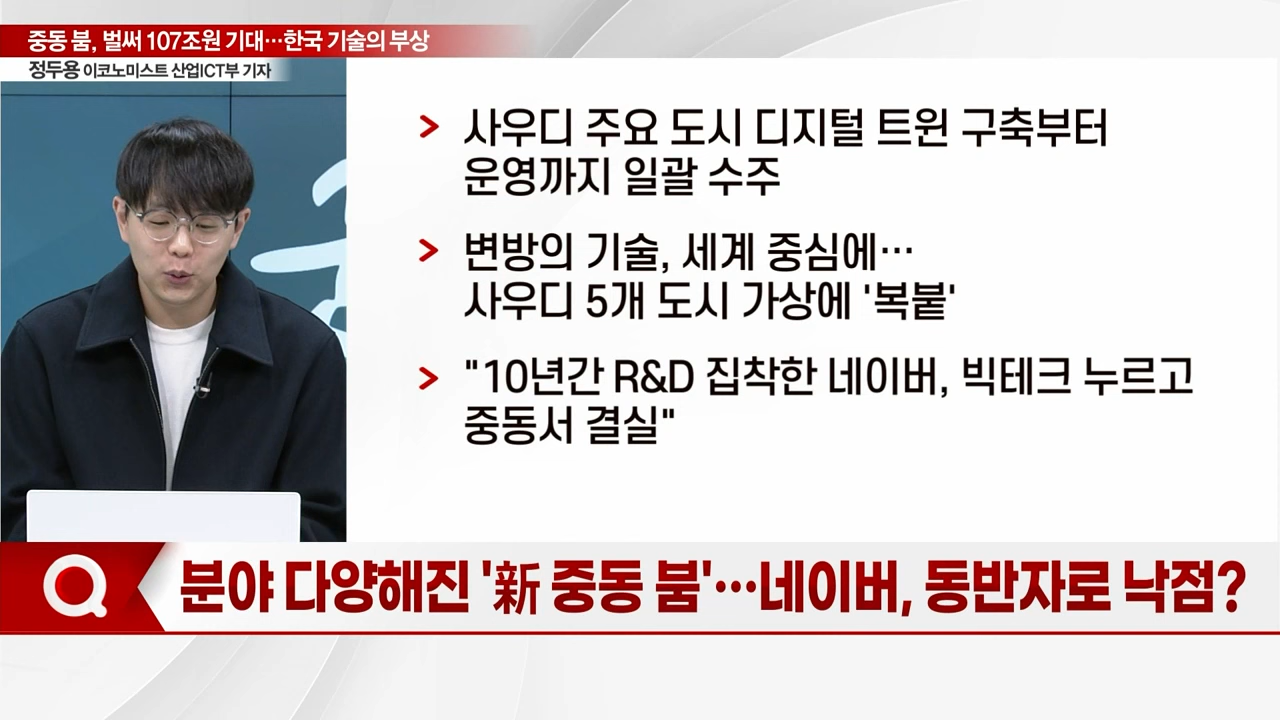 중동 붐, 벌써 107조원 기대…한국 기술의 부상
정두용 이코노미스트 산업ICT부 기자
> 사우디 주요 도시 디지털 트윈 구축부터
운영까지 일괄 수주
> 변방의 기술, 세계 중심에…
사우디 5개 도시 가상에 '복붙'
> "10년간 R&D 집착한 네이버, 빅테크 누르고
중동서 결실"
Q 분야 다양해진 '新 중동 붐'…네이버, 동반자로 낙점?